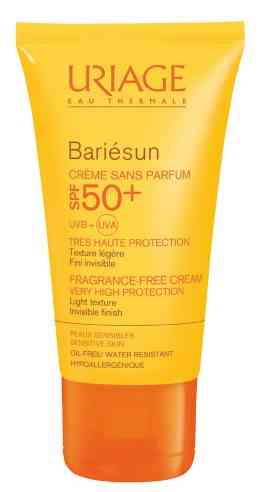 URIAGE
EAU THERMALE
Bariésun
CRÈME SANS PARFUM
SPF 50+
UVB + UVA
TRÈS HAUTE PROTECTION
Texture légère
Fini invisible
FRAGRANCE-FREE CREAM
VERY HIGH PROTECTION
Light texture
Invisible finish
PEAUX SENSIBLES
SENSITIVE SKIN
OIL-FREE/ WATER RESISTANT
HYPOALLERGÉNIQUE